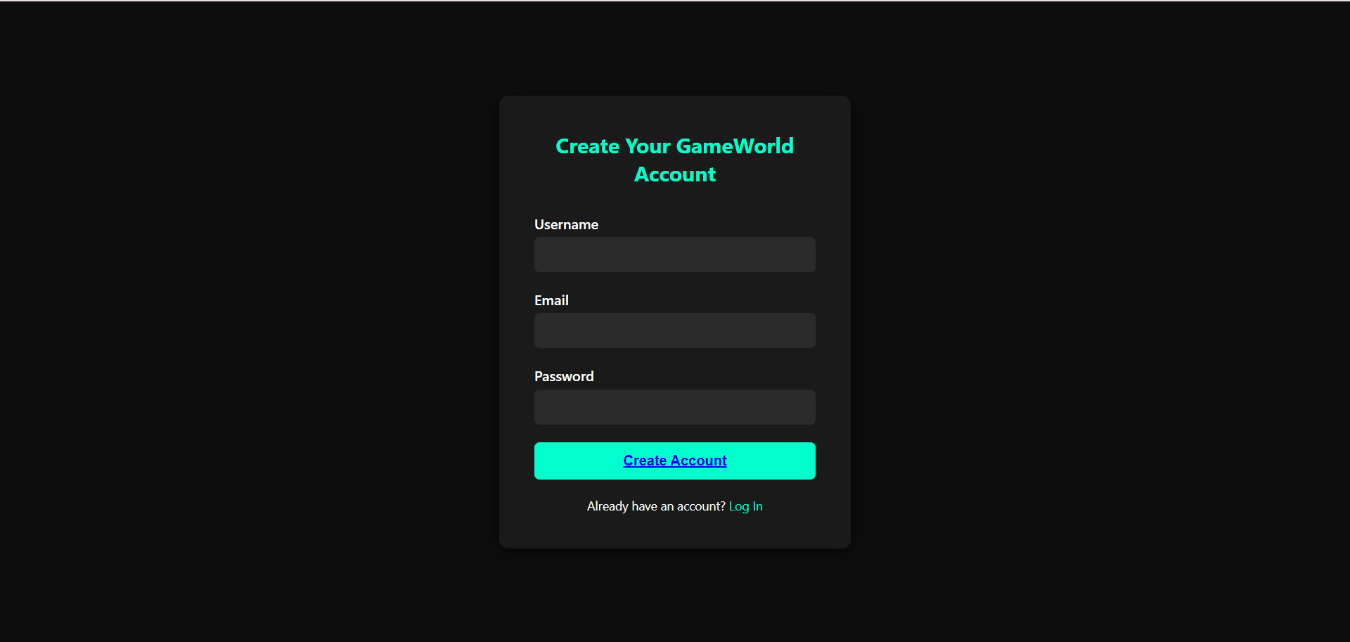 Create Your GameWorld
Account
Username
Email
Password
Create Account
Already have an account? Log In